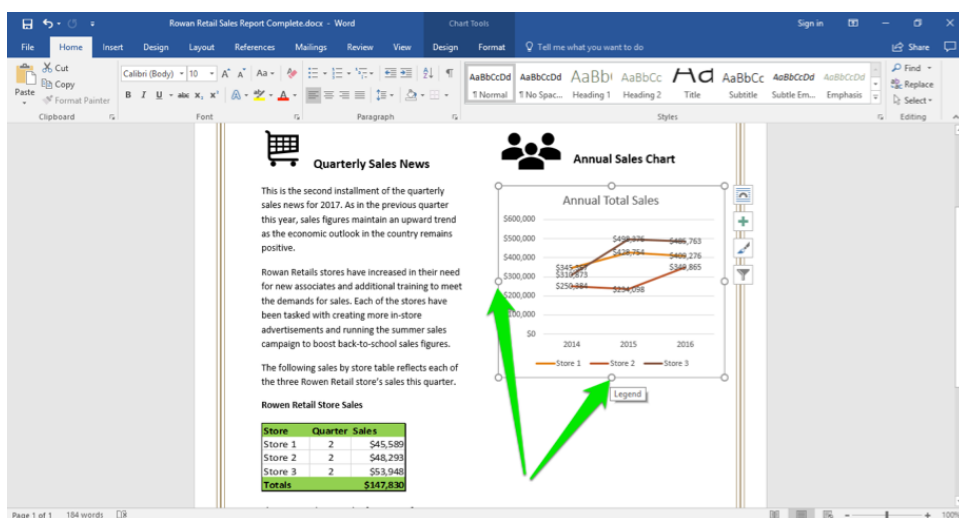 Rowan Retail Sales Report Complete.docx - Word
Chart Tools
Sign in
File Home Insert Design Layout References Mailings Review View Design Format Tell me what you want to do Share
Cut
Copy
Format Painter
Paste
Calibri (Body) 10 A A Aa
B I U abc x, x² A A
AaBbCcDd AaBbCcDd AaBb( AaBbCc AaBbCc AaBbCcDd AaBbCcDd
¶ Normal ¶ No Spac... Heading 1 Heading 2 Title Subtitle Subtle Em... Emphasis
Find
Replace
Select
Clipboard Font Paragraph Styles Editing
Quarterly Sales News
This is the second installment of the quarterly
sales news for 2017. As in the previous quarter
this year, sales figures maintain an upward trend
as the economic outlook in the country remains
positive.
Rowan Retails stores have increased in their need
for new associates and additional training to meet
the demands for sales. Each of the stores have
been tasked with creating more in-store
advertisements and running the summer sales
campaign to boost back-to-school sales figures.
The following sales by store table reflects each of
the three Rowen Retail store's sales this quarter.
Rowen Retail Store Sales
Store Quarter Sales
Store 1 2 $45,589
Store 2 2 $48,293
Store 3 2 $53,948
Totals $147,830
Annual Sales Chart
Annual Total Sales
$600,000
$500,000
$400,000
$300,000
$200,000
$0
$428,754
$409,276
$250,384
$234,098
2014 2015 2016
Store 1 Store 2 Store 3
Legend
Page 1 of 1 184 words
100%